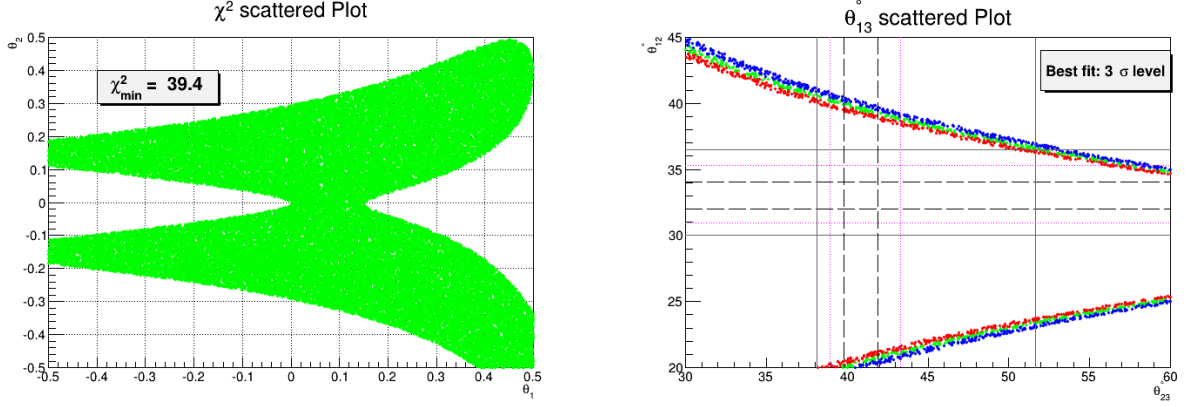 χ² scattered Plot
θ₂
0.5
0.4
0.3
0.2
0.1
0
-0.1
-0.2
-0.3
-0.4
-0.5
χ²min = 39.4
-0.5 -0.4 -0.3 -0.2 -0.1 0 0.1 0.2 0.3 0.4 0.5
θ₁
θ°₁₃ scattered Plot
θ°₁₂
45
40
35
30
25
20
Best fit: 3 σ level
30 35 40 45 50 55 60
θ°₂₃